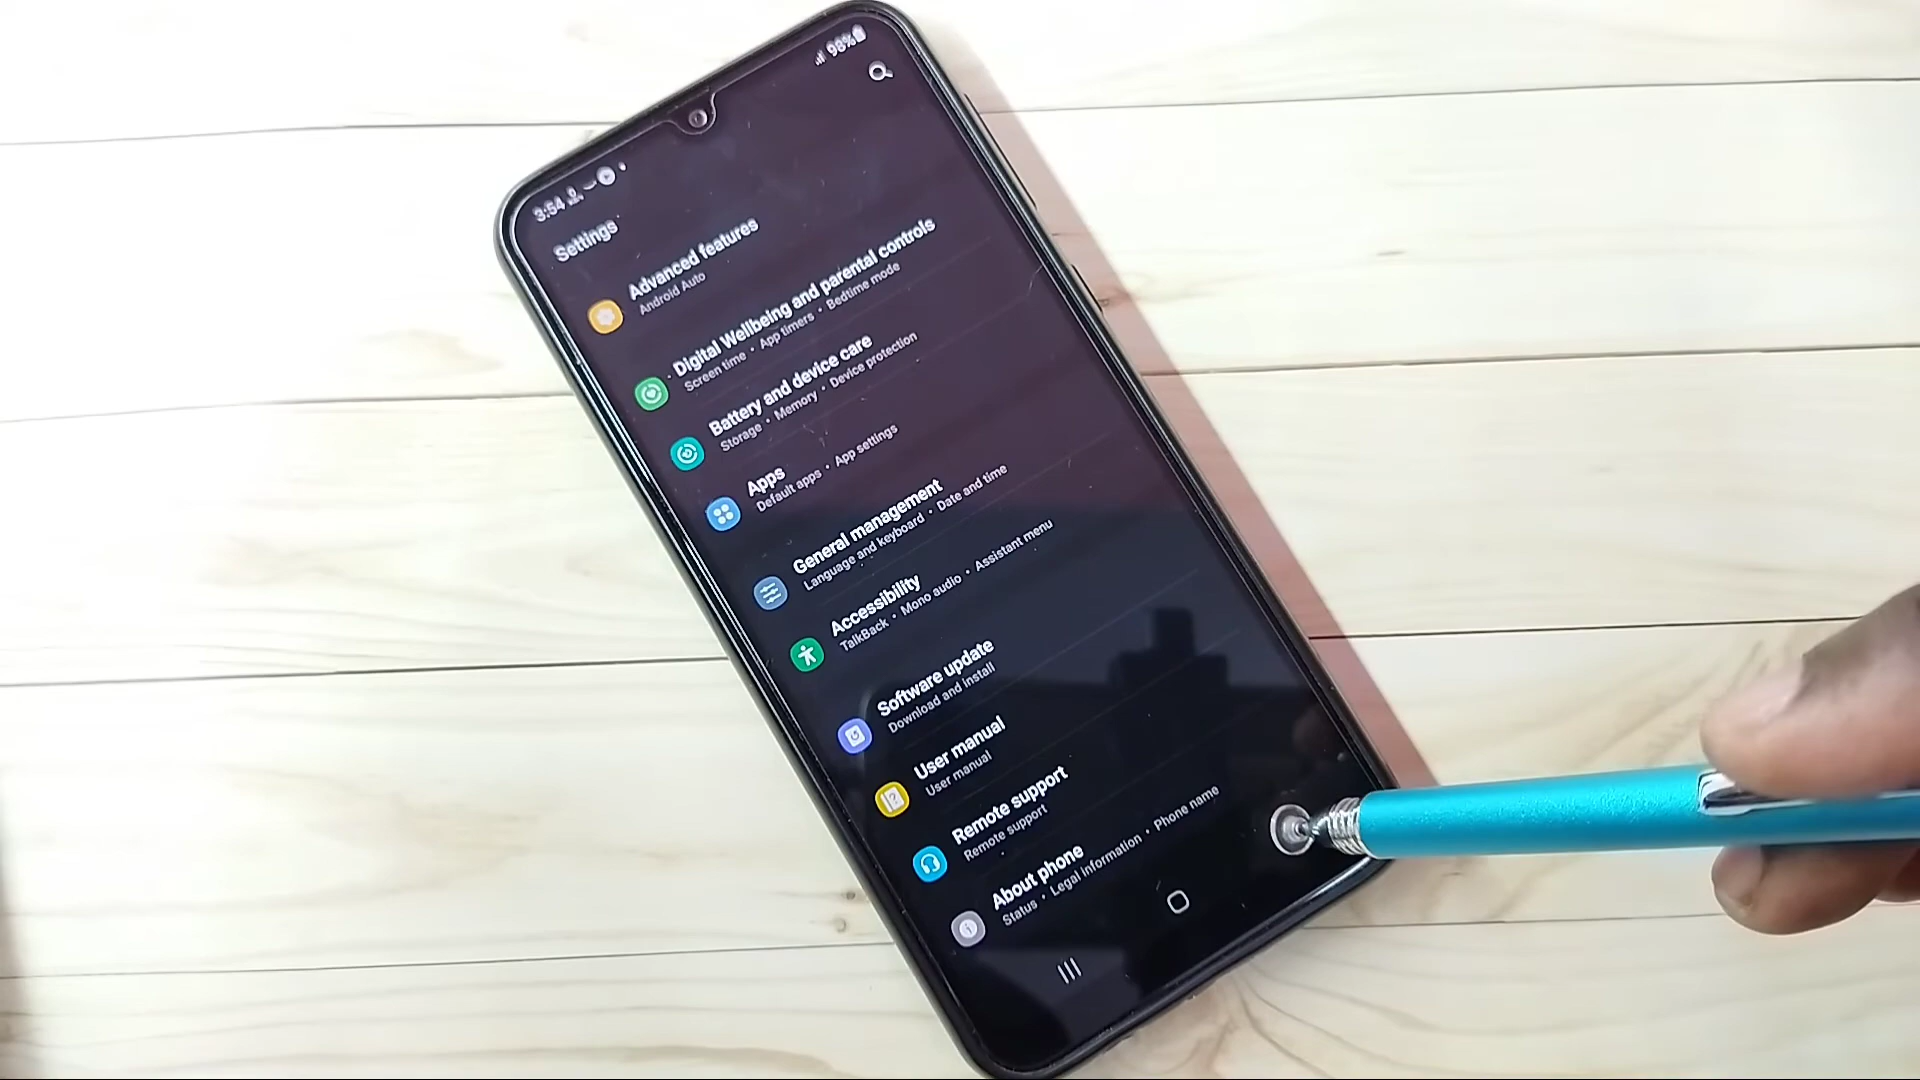 3:54
98%
Settings
Advanced features
Android Auto
Digital Wellbeing and parental controls
Screen time • App timers • Bedtime mode
Battery and device care
Storage • Memory • Device protection
Apps
Default apps • App settings
General management
Language and keyboard • Date and time
Accessibility
TalkBack • Mono audio • Assistant menu
Software update
Download and install
User manual
User manual
Remote support
Remote support
About phone
Status • Legal information • Phone name